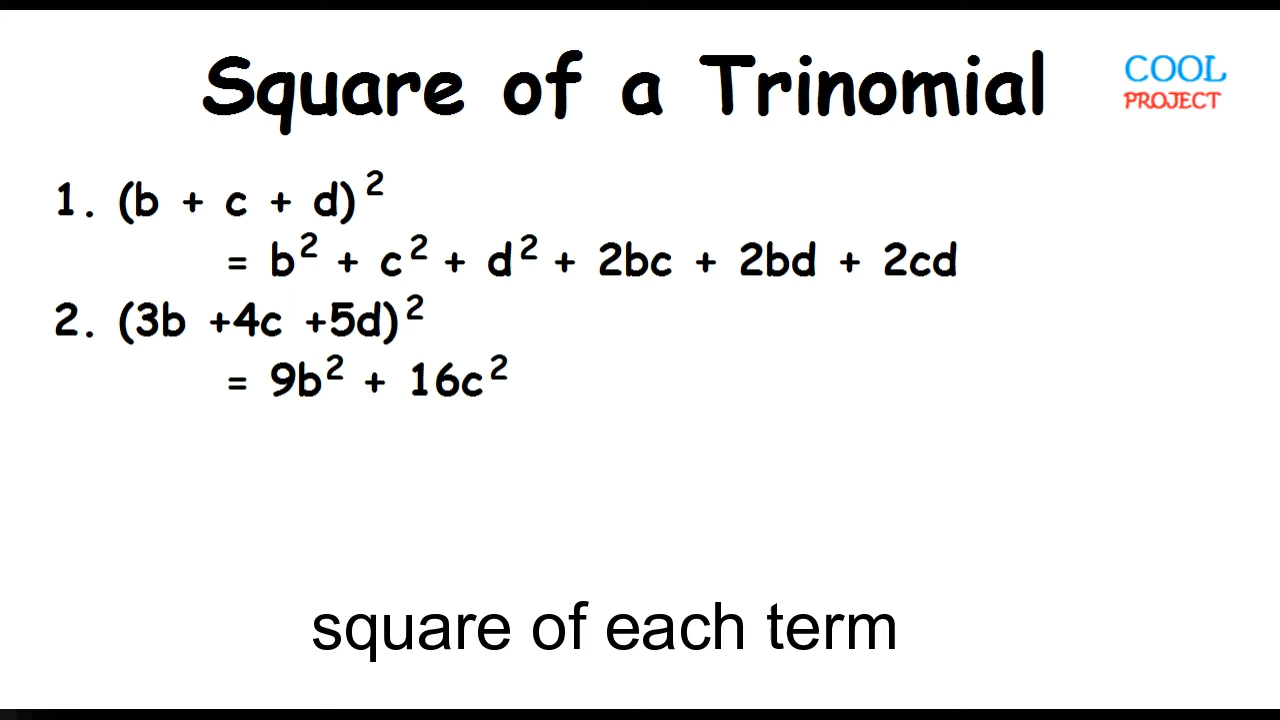 Square of a Trinomial
COOL
PROJECT
1. (b + c + d)²
= b² + c² + d² + 2bc + 2bd + 2cd
2. (3b +4c +5d)²
= 9b² + 16c²
square of each term